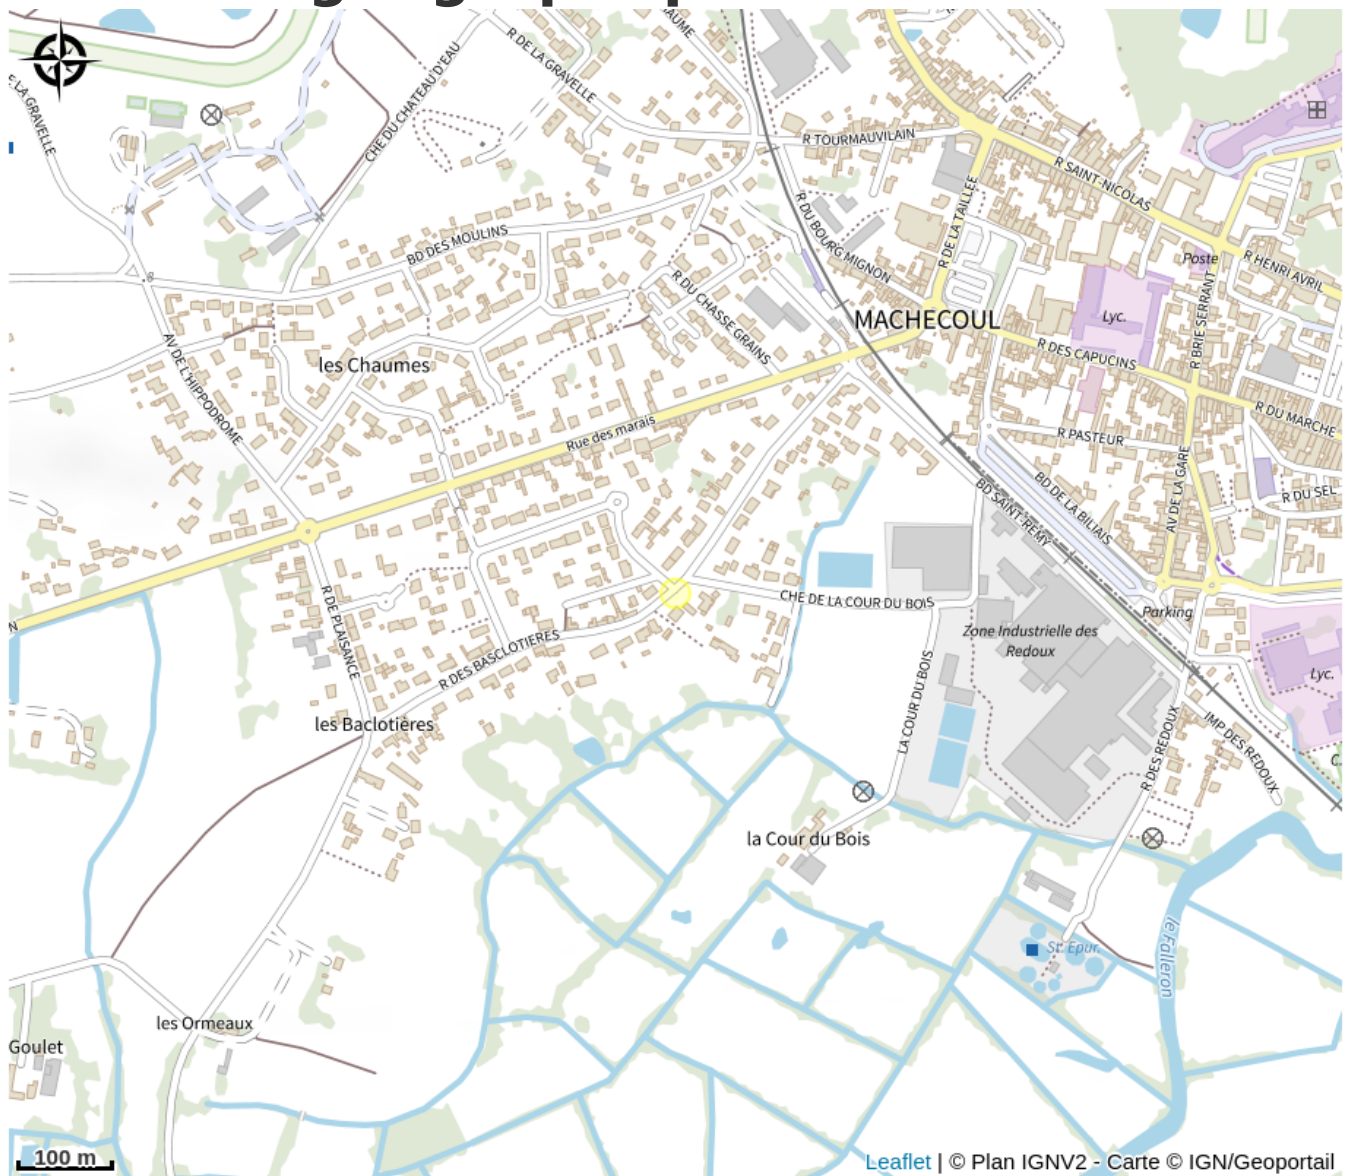 R DE LA GRAVELLE
CHE DU CHATEAU D'EAU
R TOURMAUVILAIN
R SAINT-NICOLAS
R DE LA TAILLEE
R DU BOURG MIGNON
BD DES MOULINS
Poste
R HENRI AVRIL
R DU CHASSE GRAINS
MACHECOUL
Lyc.
R BRIE SERRANT
R DES CAPUCINS
les Chaumes
AV DE L'HIPPODROME
Rue des marais
R DU MARCHE
R PASTEUR
AV DE LA GARE
R DU SEL
BD DE LA BILIAIS
BD SAINT-REMY
CHE DE LA COUR DU BOIS
Parking
R DE PLAISANCE
Zone Industrielle des
Redoux
R DES BASCLOTIERES
Lyc.
LA COUR DU BOIS
les Baclotières
IMP DES REDOUX
R DES REDOUX
la Cour du Bois
St. Epur.
le Falleron
les Ormeaux
Goulet
100 m
Leaflet | © Plan IGNV2 - Carte © IGN/Geoportail